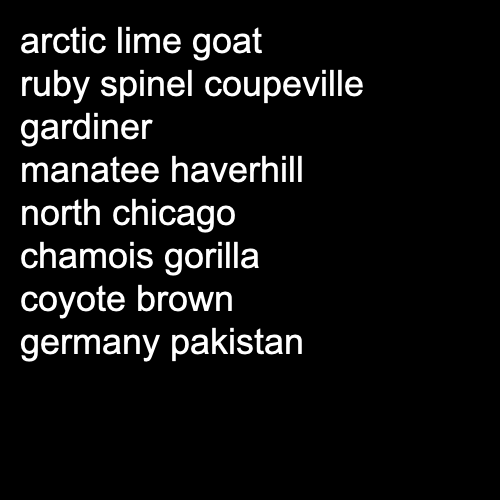 arctic lime goat
ruby spinel coupeville
gardiner
manatee haverhill
north chicago
chamois gorilla
coyote brown
germany pakistan